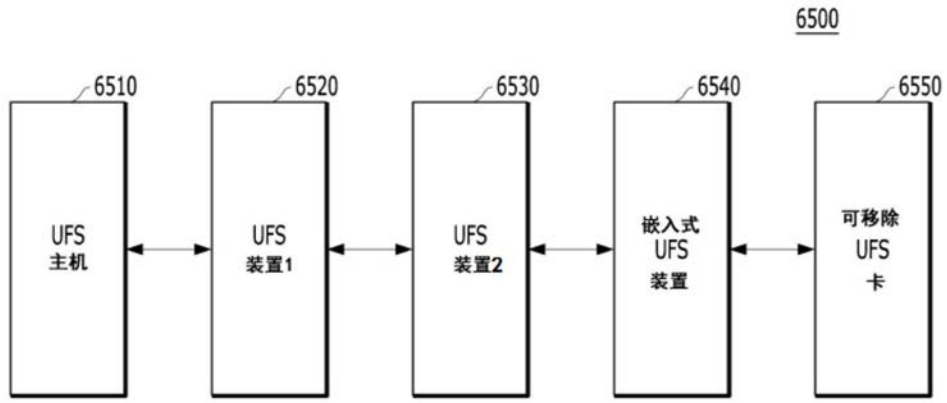 6500
6510
6520
6530
6540
6550
UFS
主机
UFS
装置1
UFS
装置2
嵌入式
UFS
装置
可移除
UFS
卡